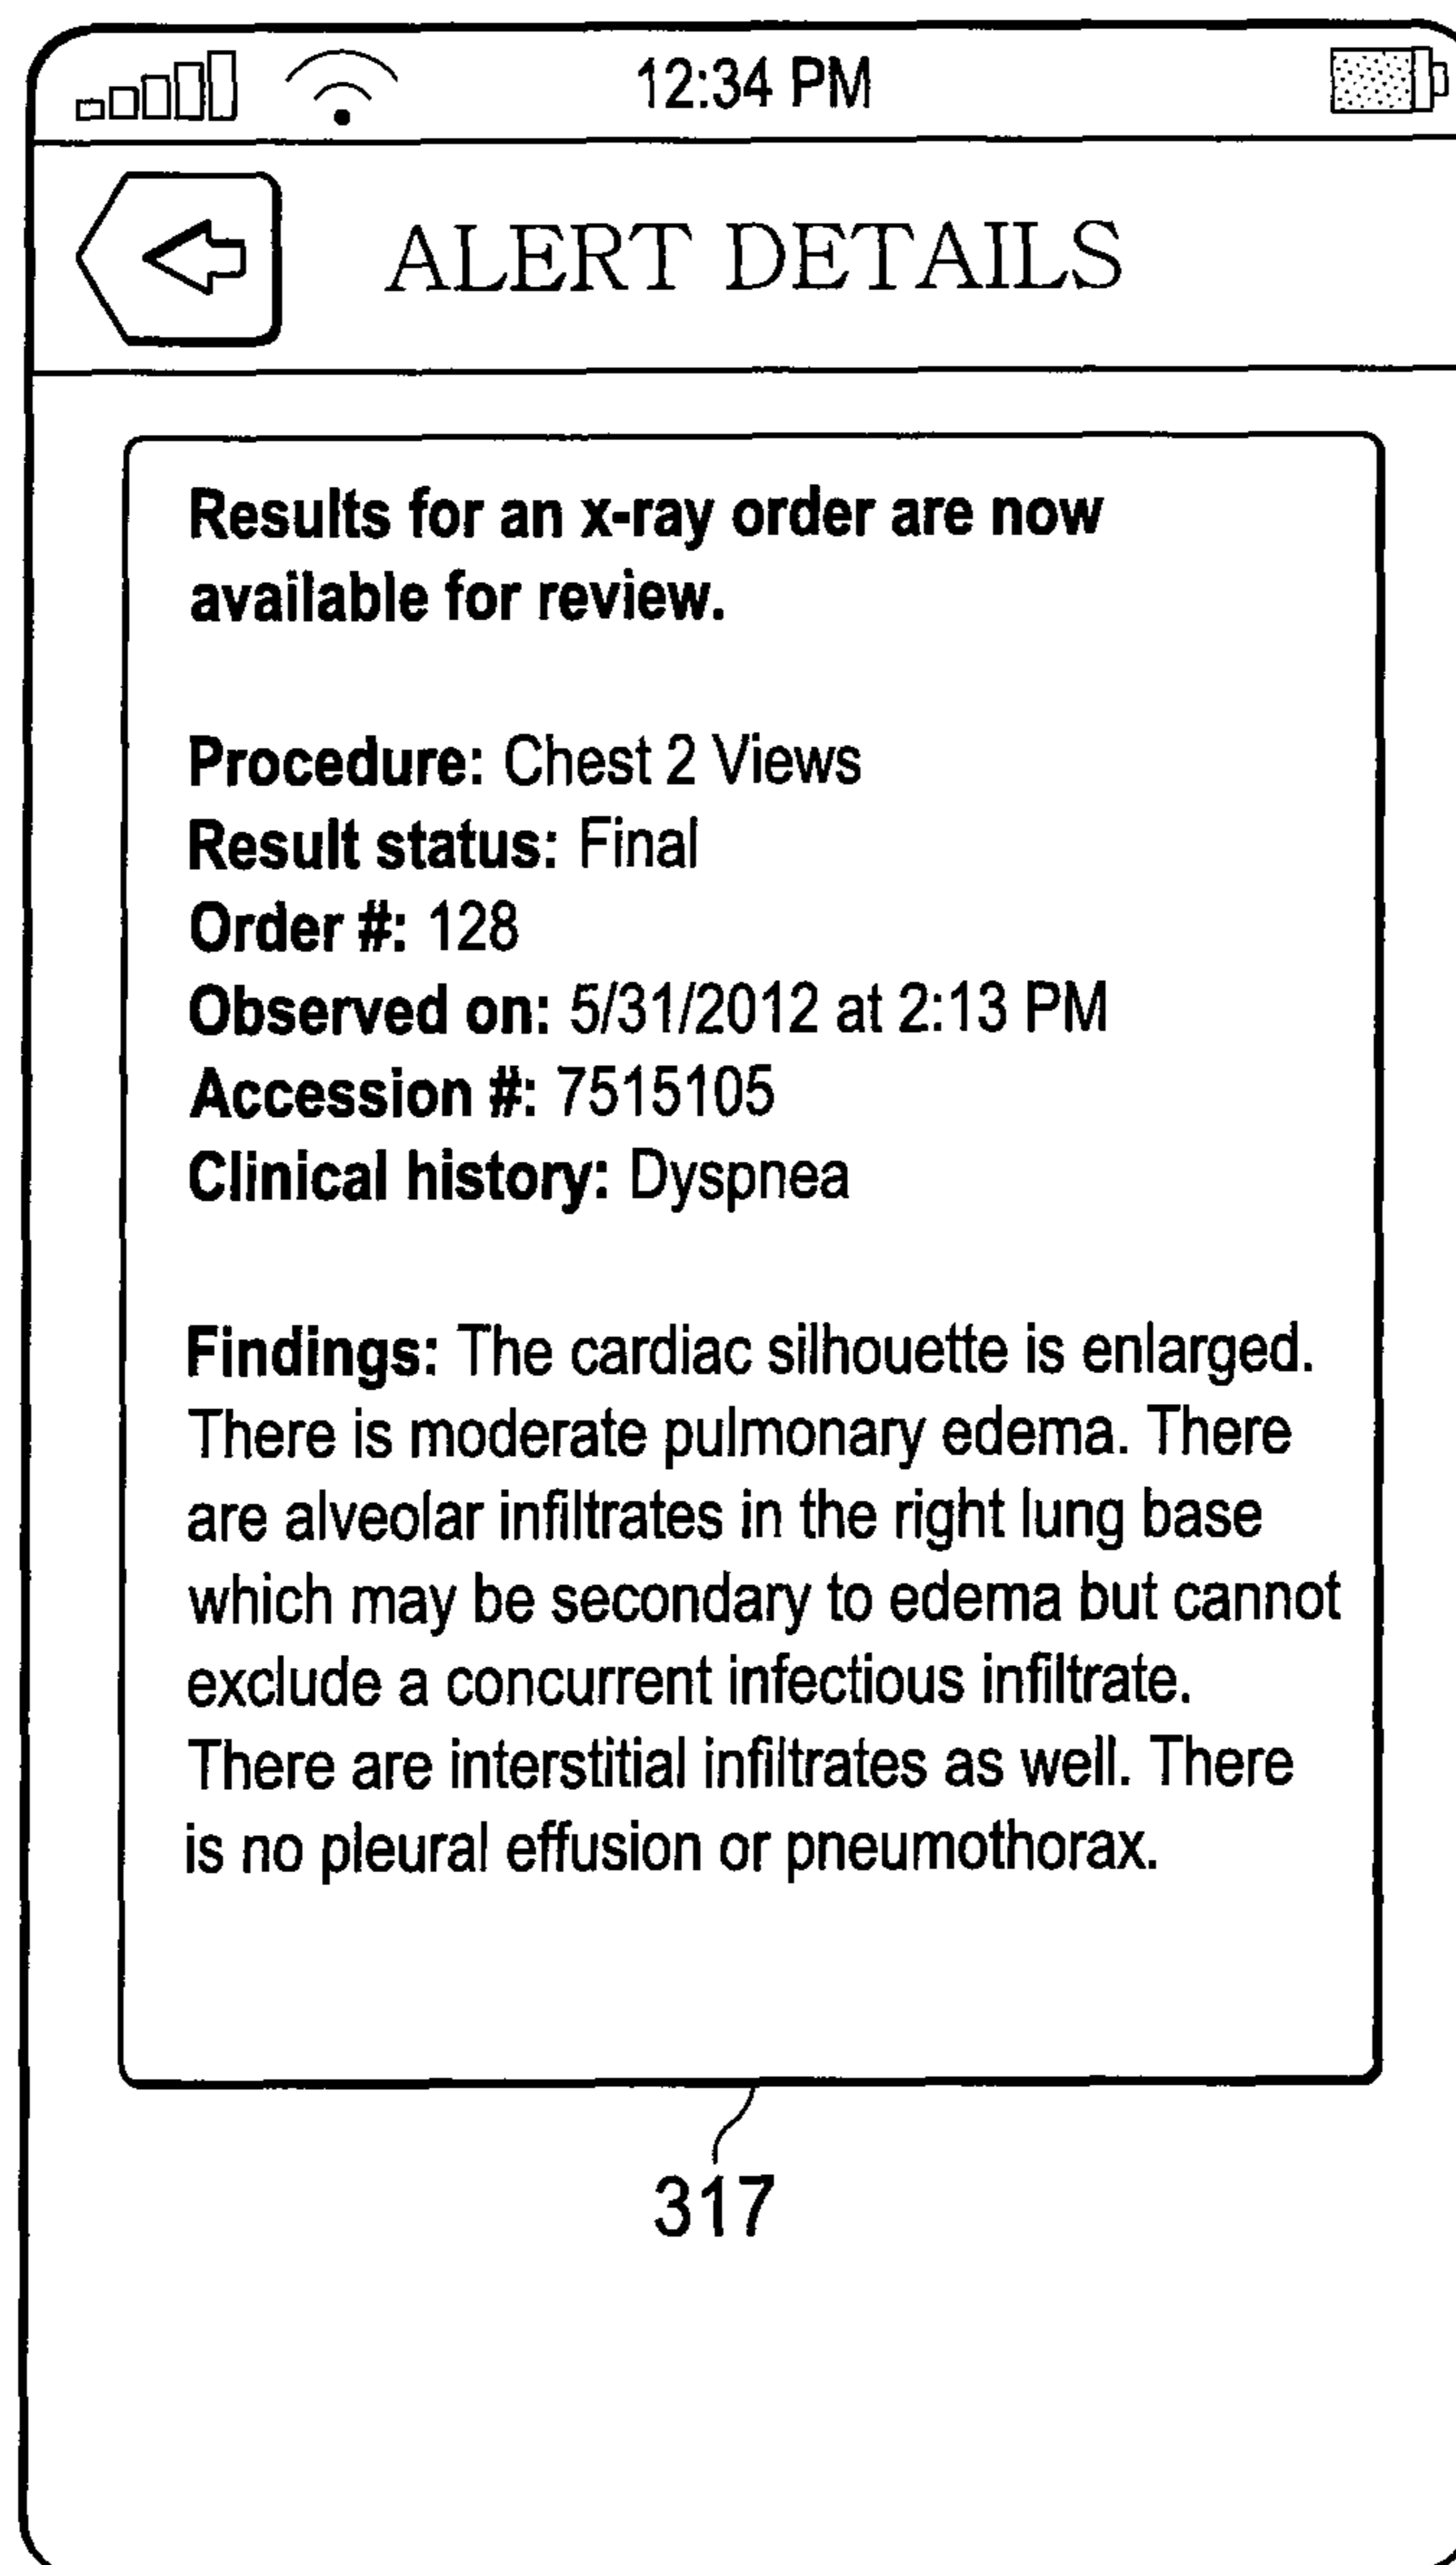 12:34 PM
ALERT DETAILS
Results for an x-ray order are now
available for review.
Procedure: Chest 2 Views
Result status: Final
Order #: 128
Observed on: 5/31/2012 at 2:13 PM
Accession #: 7515105
Clinical history: Dyspnea
Findings: The cardiac silhouette is enlarged.
There is moderate pulmonary edema. There
are alveolar infiltrates in the right lung base
which may be secondary to edema but cannot
exclude a concurrent infectious infiltrate.
There are interstitial infiltrates as well. There
is no pleural effusion or pneumothorax.
317